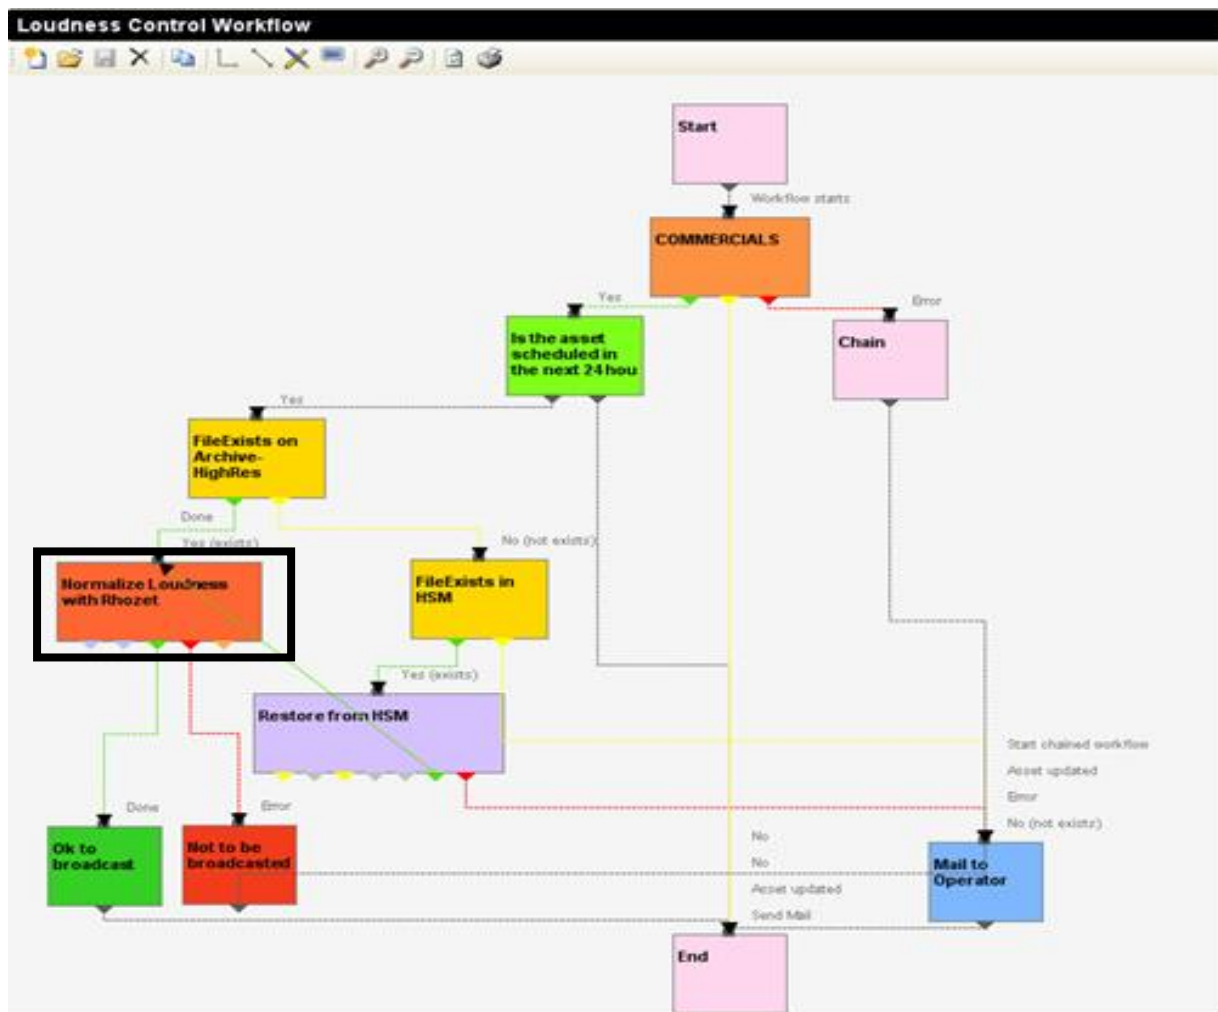 Loudness Control Workflow
Start
Workflow starts
COMMERCIALS
Yes
Error
Is the asset
scheduled in
the next 24 hou
Chain
Yes
FileExists on
Archive-
HighRes
Done
Yes (exists)
No (not exists)
Normalize Loudness
with Rhozet
FileExists in
HSM
Yes (exists)
Restore from HSM
Start chained workflow
Asset updated
Error
No (not exists)
Done
Error
Ok to
broadcast
Not to be
broadcasted
No
No
Asset updated
Send Mail
Mail to
Operator
End